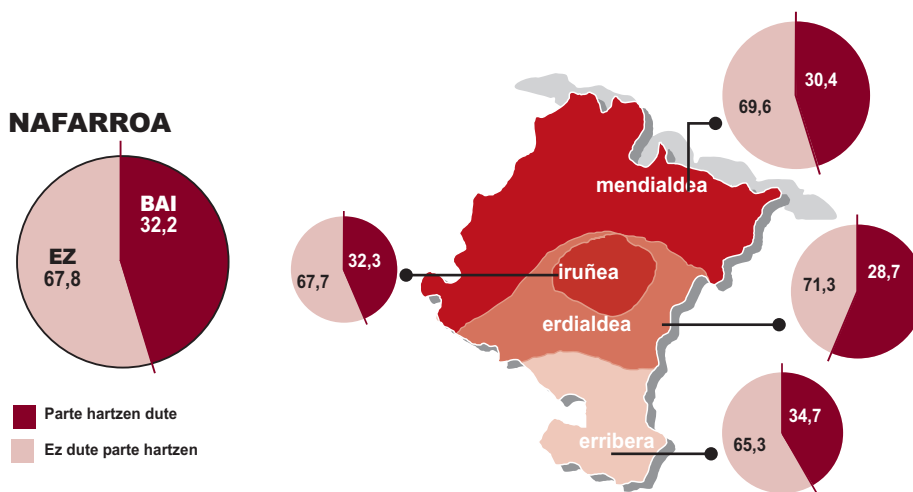 NAFARROA
BAI
32,2
EZ
67,8
Parte hartzen dute
Ez dute parte hartzen
30,4
69,6
mendialdea
32,3
67,7
iruñea
28,7
71,3
erdialdea
34,7
65,3
erribera